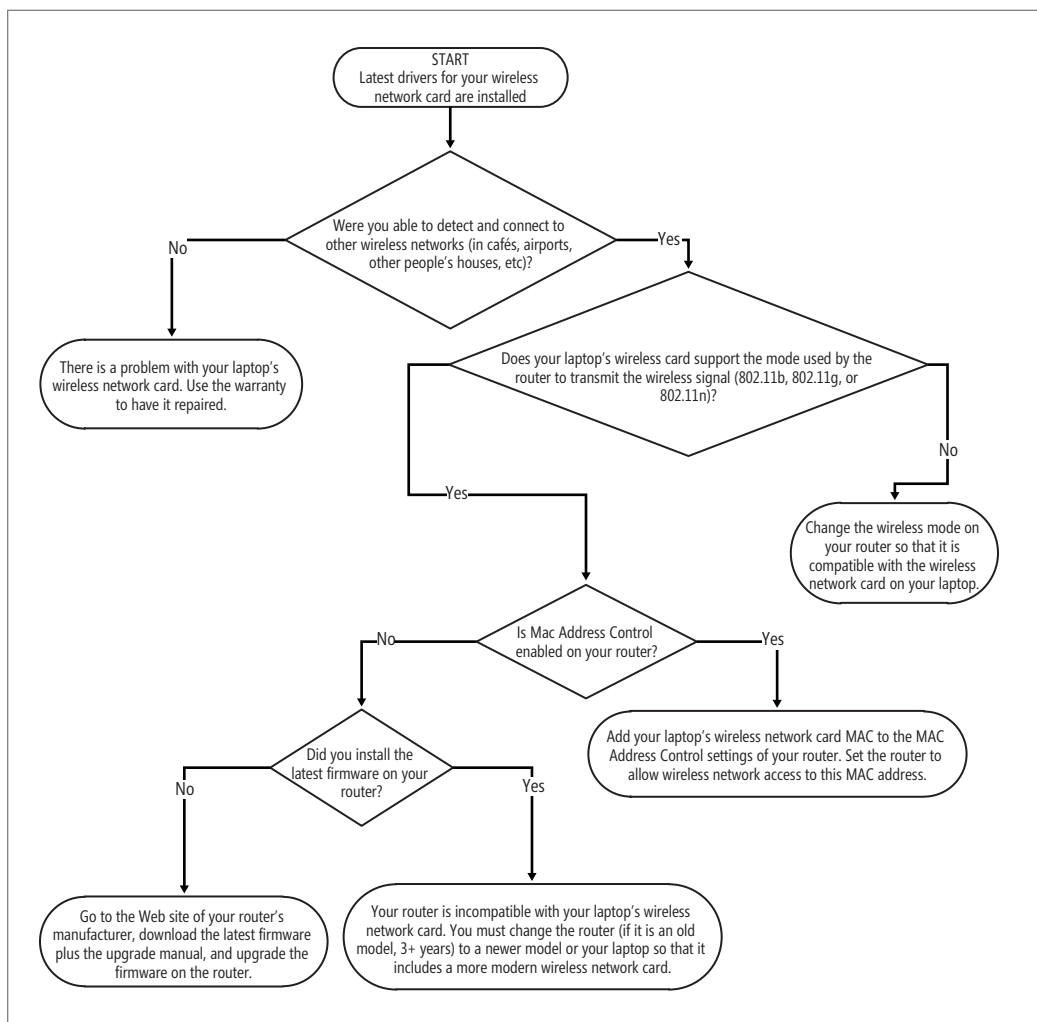 START
Latest drivers for your wireless
network card are installed
Were you able to detect and connect to
other wireless networks (in cafés, airports,
other people's houses, etc)?
No
Yes
There is a problem with your laptop's
wireless network card. Use the warranty
to have it repaired.
Does your laptop's wireless card support the mode used by the
router to transmit the wireless signal (802.11b, 802.11g, or
802.11n)?
No
Yes
Change the wireless mode on
your router so that it is
compatible with the wireless
network card on your laptop.
Is Mac Address Control
enabled on your router?
No
Yes
Add your laptop's wireless network card MAC to the MAC
Address Control settings of your router. Set the router to
allow wireless network access to this MAC address.
Did you install the
latest firmware on your
router?
No
Yes
Go to the Web site of your router's
manufacturer, download the latest firmware
plus the upgrade manual, and upgrade the
firmware on the router.
Your router is incompatible with your laptop's wireless
network card. You must change the router (if it is an old
model, 3+ years) to a newer model or your laptop so that it
includes a more modern wireless network card.